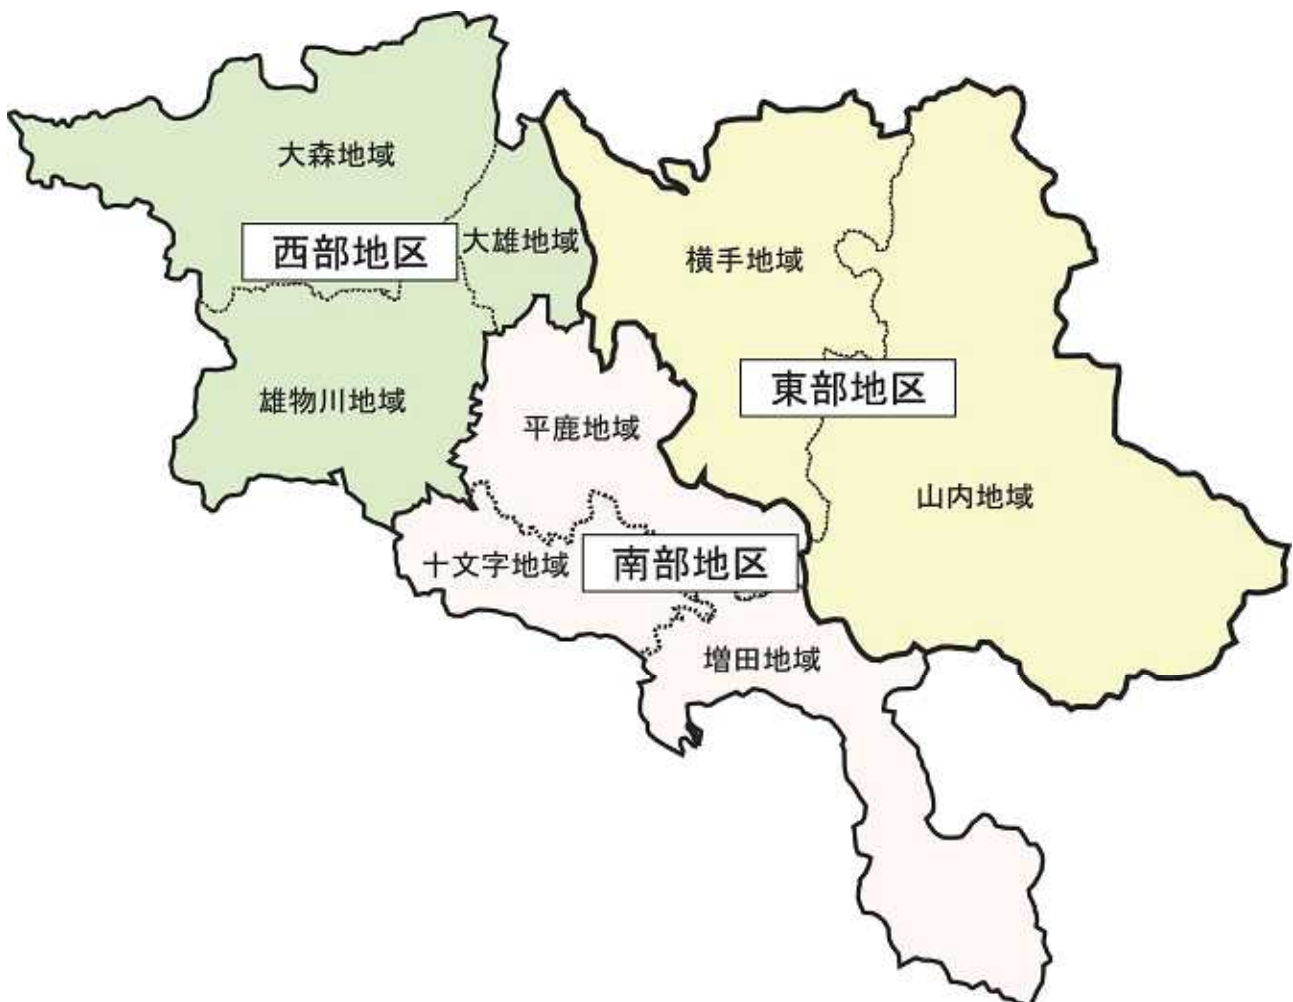 大森地域
西部地区
大雄地域
横手地域
東部地区
雄物川地域
平鹿地域
山内地域
十文字地域
南部地区
増田地域